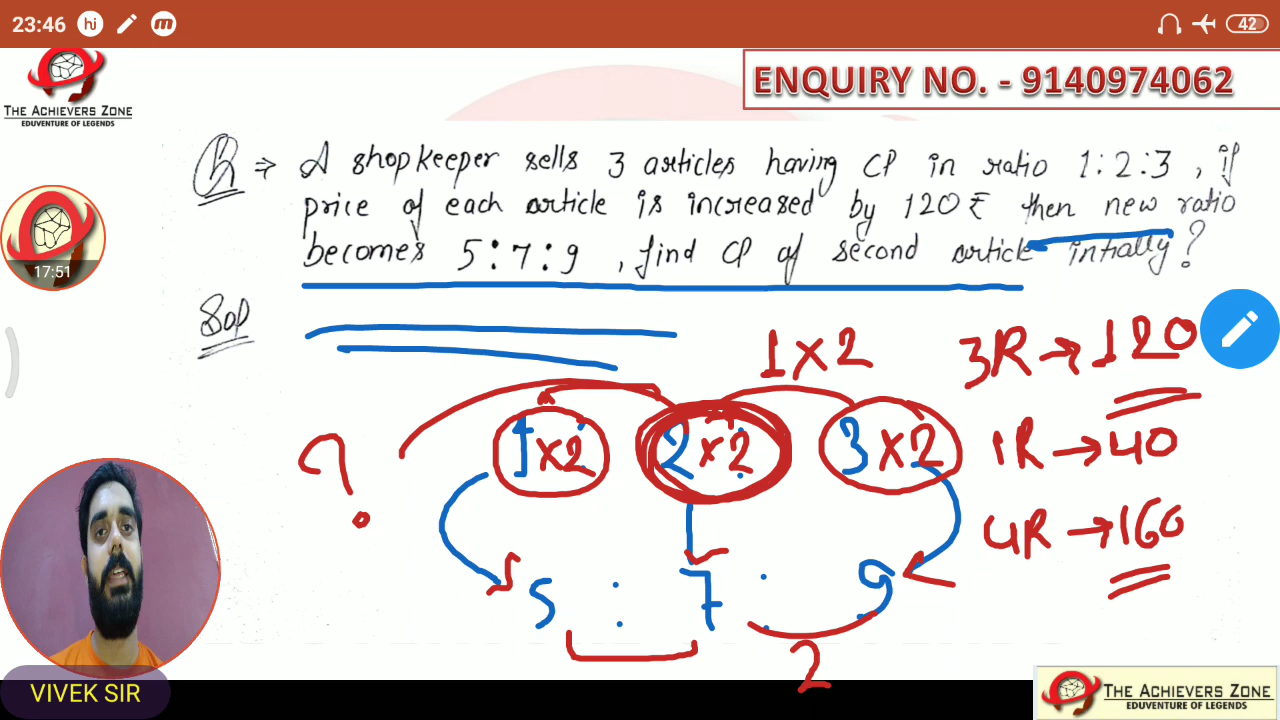 23:46 hi m 42
THE ACHIEVERS ZONE
EDUVENTURE OF LEGENDS
ENQUIRY NO. - 9140974062
Q ⇒ A shopkeeper sells 3 articles having CP in ratio 1:2:3, if
price of each article is increased by 120₹ then new ratio
becomes 5:7:9, find CP of second article intially?
17:51
Sol
1×2
3R → 120
? 1×2 : 2×2 : 3×2
1R → 40
4R → 160
5 : 7 : 9
2
VIVEK SIR
THE ACHIEVERS ZONE
EDUVENTURE OF LEGENDS